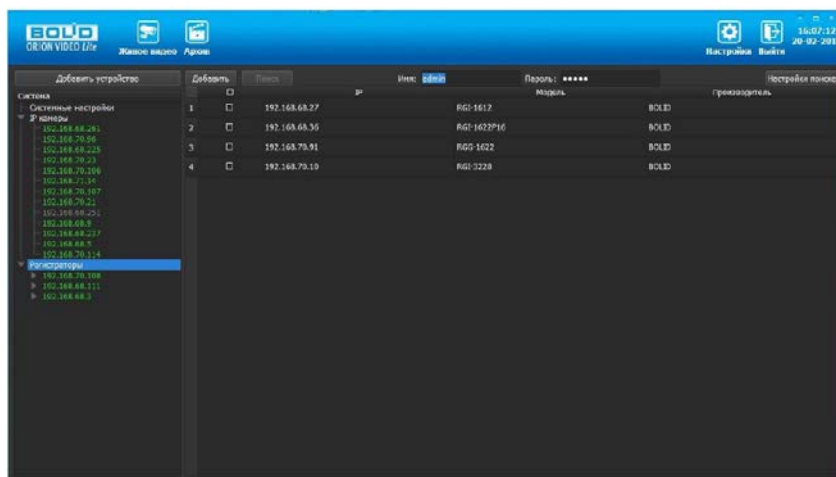 BOLID
ORION VIDEO Lite
Живое видео
Архив
Настройки
Выйти
16:07:12
20-02-201
Добавить устройство
Добавить
Поиск
Имя: admin
Пароль: •••••
Настройки поиска
Система
Системные настройки
IP камеры
192.168.68.201
192.168.70.96
192.168.68.225
192.168.70.23
192.168.70.106
192.168.71.14
192.168.70.107
192.168.70.21
192.168.68.251
192.168.68.9
192.168.68.237
192.168.68.5
192.168.70.114
Регистраторы
192.168.70.108
192.168.68.111
192.168.68.3
IP
Модель
Производитель
1 192.168.68.27 RGI-1612 BOLID
2 192.168.68.36 RGI-1622P16 BOLID
3 192.168.70.91 RGG-1622 BOLID
4 192.168.70.10 RGI-3228 BOLID